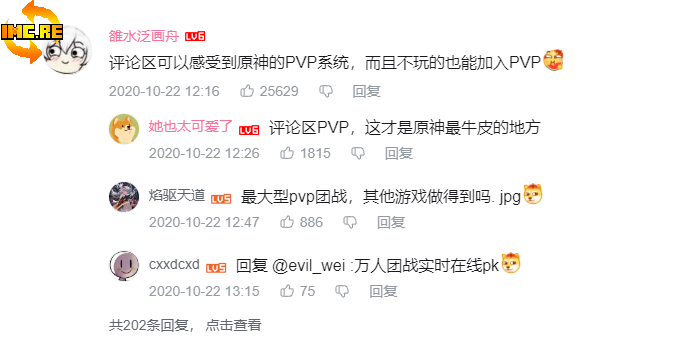 IMC.RE
雒水泛画舟 LV6
评论区可以感受到原神的PVP系统，而且不玩的也能加入PVP
2020-10-22 12:16 25629 回复
她也太可爱了 LV6 评论区PVP，这才是原神最牛皮的地方
2020-10-22 12:26 1815 回复
焰驱天道 LV5 最大型pvp团战，其他游戏做得到吗. jpg
2020-10-22 12:47 886 回复
cxxdcxd LV5 回复 @evil_wei :万人团战实时在线pk
2020-10-22 13:15 75 回复
共202条回复，点击查看